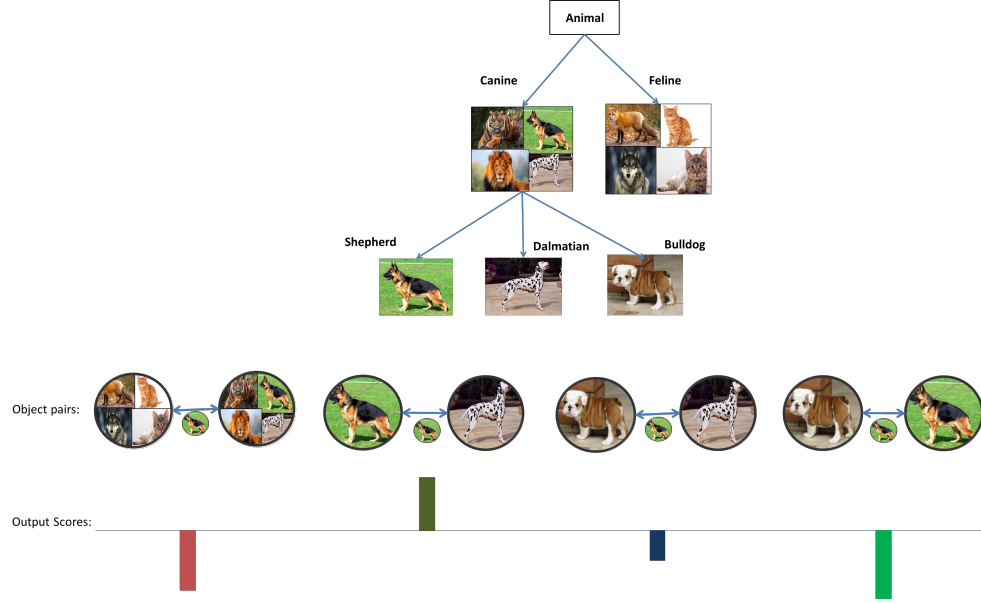 Animal
Canine
Feline
Shepherd
Dalmatian
Bulldog
Object pairs:
Output Scores: